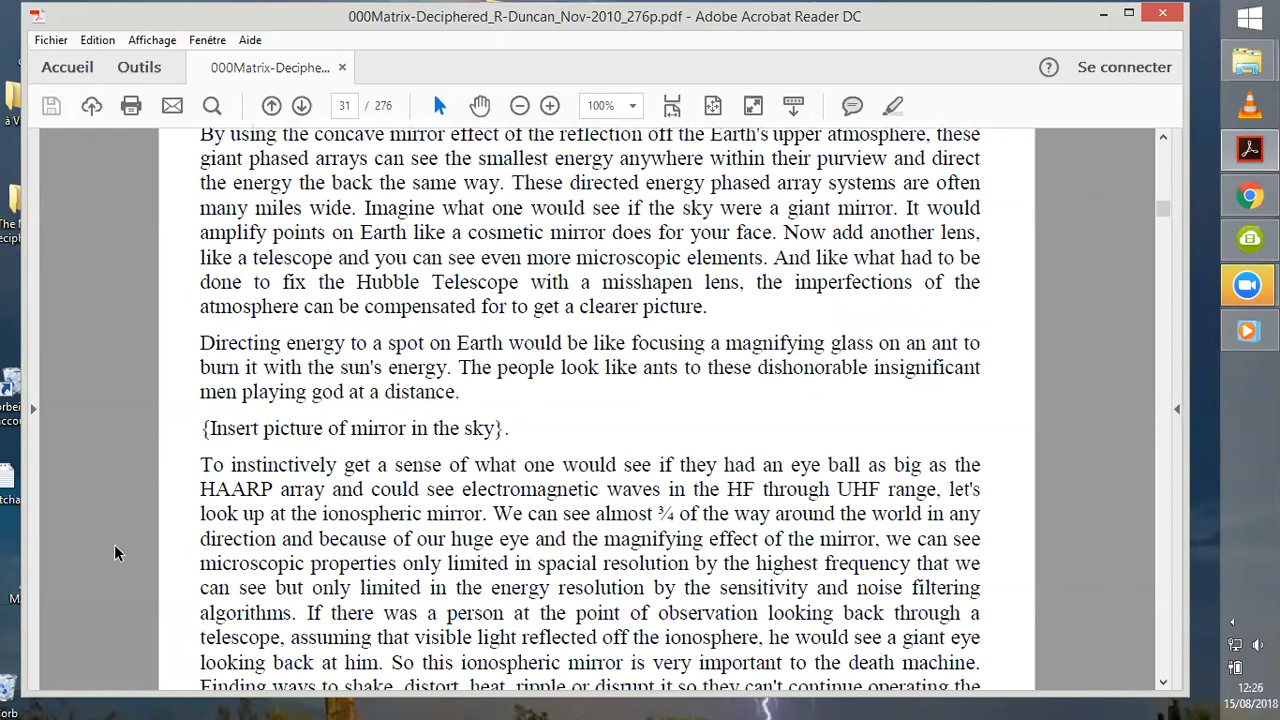 000Matrix-Deciphered_R-Duncan_Nov-2010_276p.pdf - Adobe Acrobat Reader DC
Fichier Edition Affichage Fenêtre Aide
Accueil Outils 000Matrix-Deciphe... × ? Se connecter
31 / 276 100%
By using the concave mirror effect of the reflection off the Earth's upper atmosphere, these
giant phased arrays can see the smallest energy anywhere within their purview and direct
the energy the back the same way. These directed energy phased array systems are often
many miles wide. Imagine what one would see if the sky were a giant mirror. It would
amplify points on Earth like a cosmetic mirror does for your face. Now add another lens,
like a telescope and you can see even more microscopic elements. And like what had to be
done to fix the Hubble Telescope with a misshapen lens, the imperfections of the
atmosphere can be compensated for to get a clearer picture.
Directing energy to a spot on Earth would be like focusing a magnifying glass on an ant to
burn it with the sun's energy. The people look like ants to these dishonorable insignificant
men playing god at a distance.
{Insert picture of mirror in the sky}.
To instinctively get a sense of what one would see if they had an eye ball as big as the
HAARP array and could see electromagnetic waves in the HF through UHF range, let's
look up at the ionospheric mirror. We can see almost ¾ of the way around the world in any
direction and because of our huge eye and the magnifying effect of the mirror, we can see
microscopic properties only limited in spacial resolution by the highest frequency that we
can see but only limited in the energy resolution by the sensitivity and noise filtering
algorithms. If there was a person at the point of observation looking back through a
telescope, assuming that visible light reflected off the ionosphere, he would see a giant eye
looking back at him. So this ionospheric mirror is very important to the death machine.
Finding ways to shake, distort, heat, ripple or disrupt it so they can't continue operating the
12:26
15/08/2018